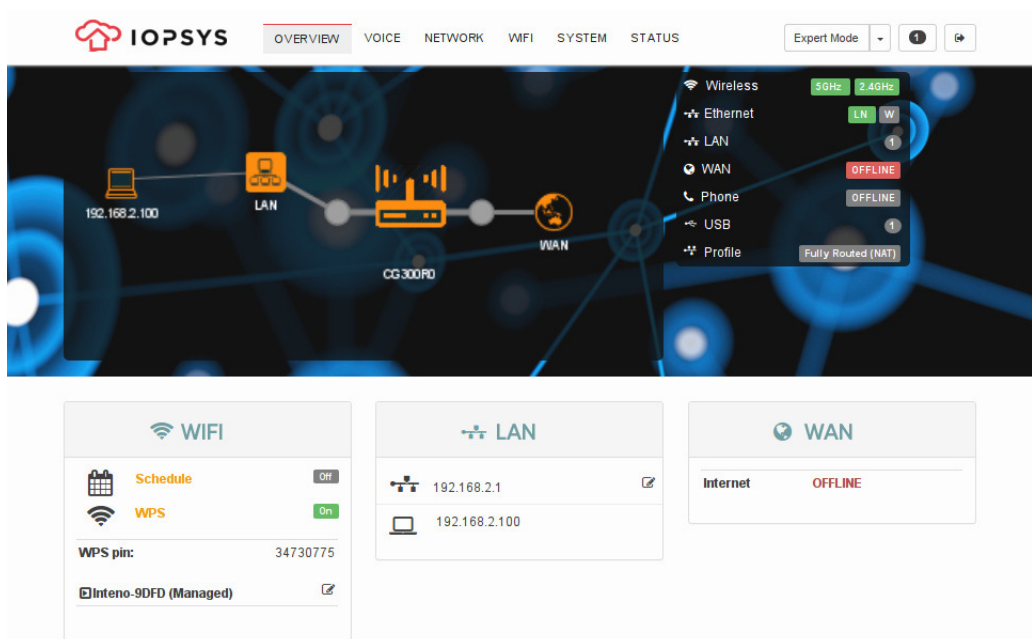 IOPSYS OVERVIEW VOICE NETWORK WIFI SYSTEM STATUS Expert Mode 1
Wireless 5GHz 2.4GHz
Ethernet LN W
LAN 1
WAN OFFLINE
Phone OFFLINE
USB 1
Profile Fully Routed (NAT)
192.168.2.100
LAN
WAN
CG300R0
WIFI
Schedule Off
WPS On
WPS pin: 34730775
Inteno-9DFD (Managed)
LAN
192.168.2.1
192.168.2.100
WAN
Internet OFFLINE